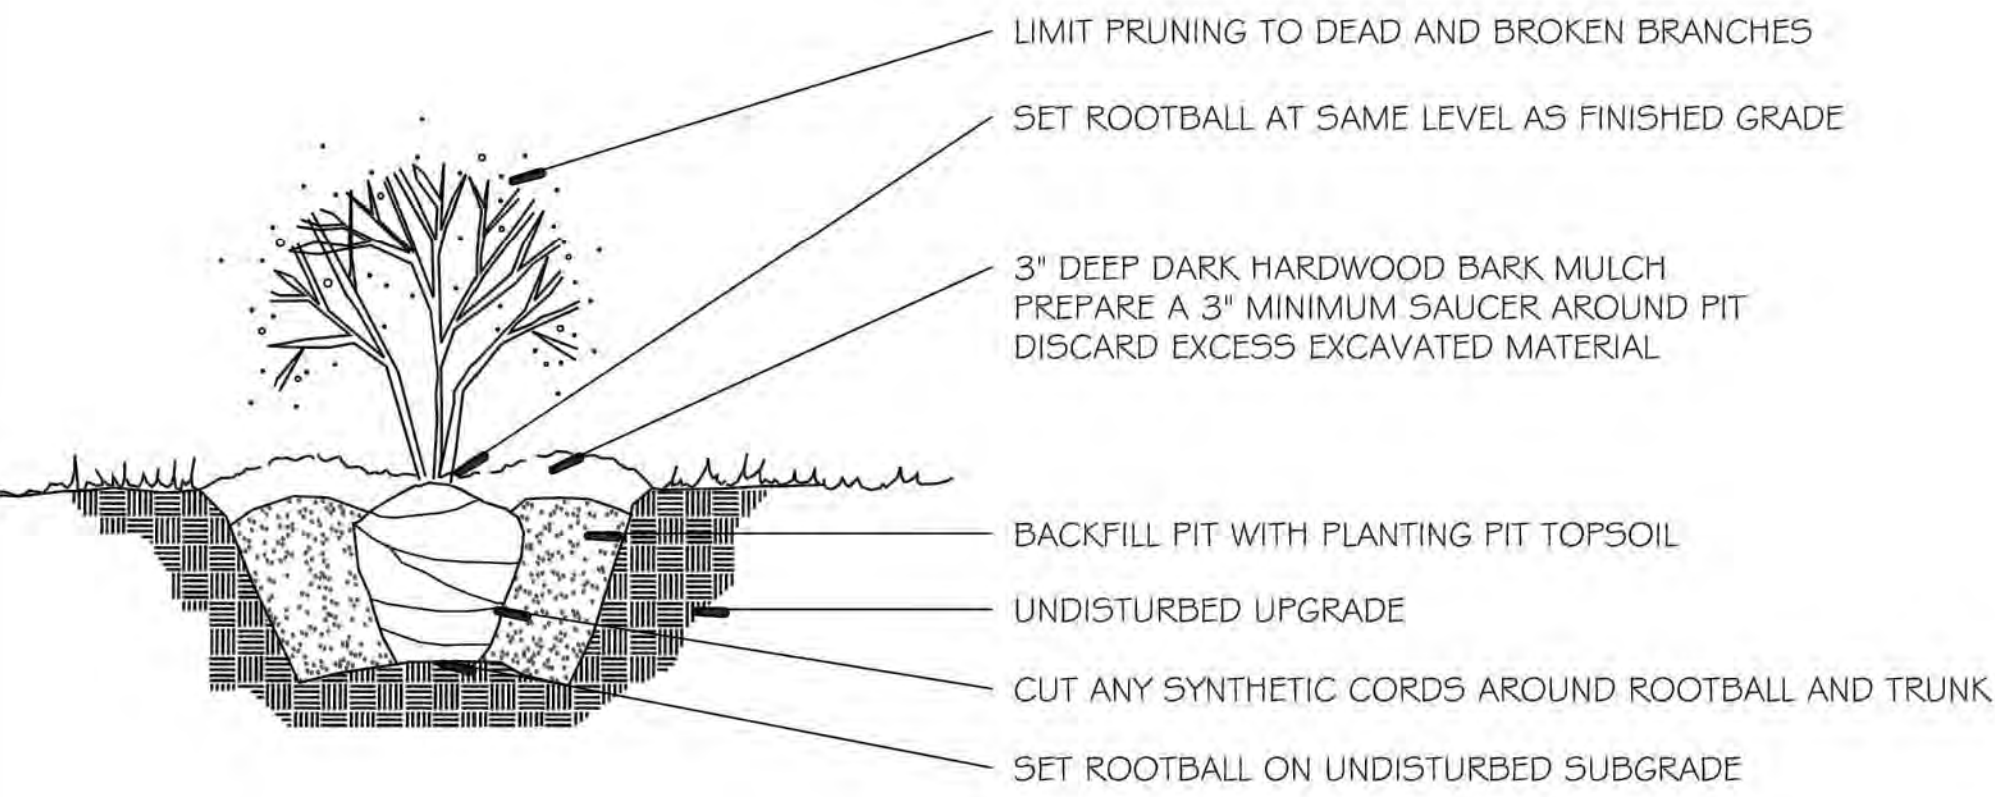 LIMIT PRUNING TO DEAD AND BROKEN BRANCHES
SET ROOTBALL AT SAME LEVEL AS FINISHED GRADE
3" DEEP DARK HARDWOOD BARK MULCH
PREPARE A 3" MINIMUM SAUCER AROUND PIT
DISCARD EXCESS EXCAVATED MATERIAL
BACKFILL PIT WITH PLANTING PIT TOPSOIL
UNDISTURBED UPGRADE
CUT ANY SYNTHETIC CORDS AROUND ROOTBALL AND TRUNK
SET ROOTBALL ON UNDISTURBED SUBGRADE